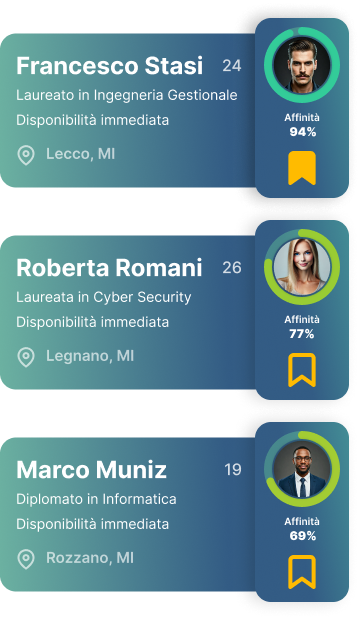 Francesco Stasi 24
Laureato in Ingegneria Gestionale
Disponibilità immediata
Lecco, MI
Affinità
94%
Roberta Romani 26
Laureata in Cyber Security
Disponibilità immediata
Legnano, MI
Affinità
77%
Marco Muniz 19
Diplomato in Informatica
Disponibilità immediata
Rozzano, MI
Affinità
69%